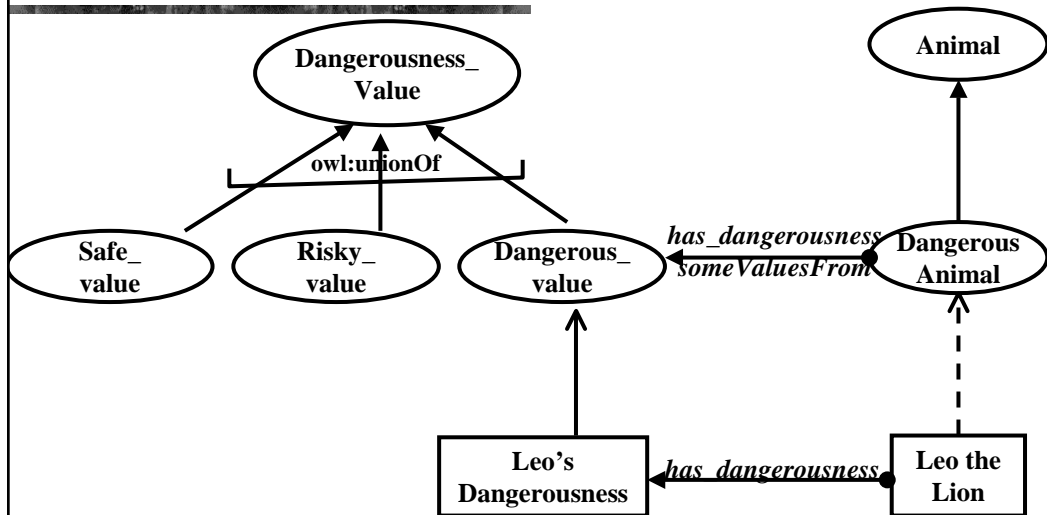 Dangerousness_
Value
Animal
owl:unionOf
Safe_
value
Risky_
value
Dangerous_
value
has_dangerousness
someValuesFrom
Dangerous
Animal
Leo’s
Dangerousness
has_dangerousness
Leo the
Lion